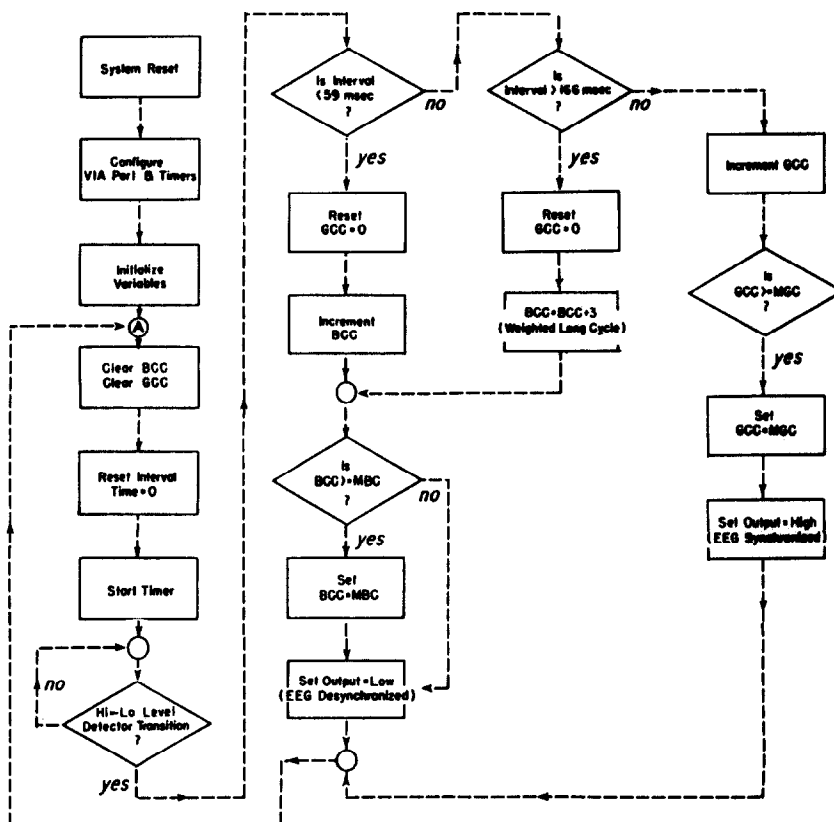 System Reset
Configure
VIA Port & Timers
Initialize
Variables
A
Clear BCC
Clear GCC
Reset Interval
Time=0
Start Timer
no
Hi-Lo Level
Detector Transition
?
yes
Is Interval
<59 msec
?
no
yes
Reset
GCC=0
Increment
BCC
Is
BCC>=MBC
?
no
yes
Set
BCC=MBC
Set Output=Low
(EEG Desynchronized)
Is
Interval>166msec
?
no
yes
Reset
GCC=0
BCC=BCC+3
(Weighted Long Cycle)
Increment GCC
Is
GCC>=MGC
?
yes
Set
GCC=MGC
Set Output=High
(EEG Synchronized)